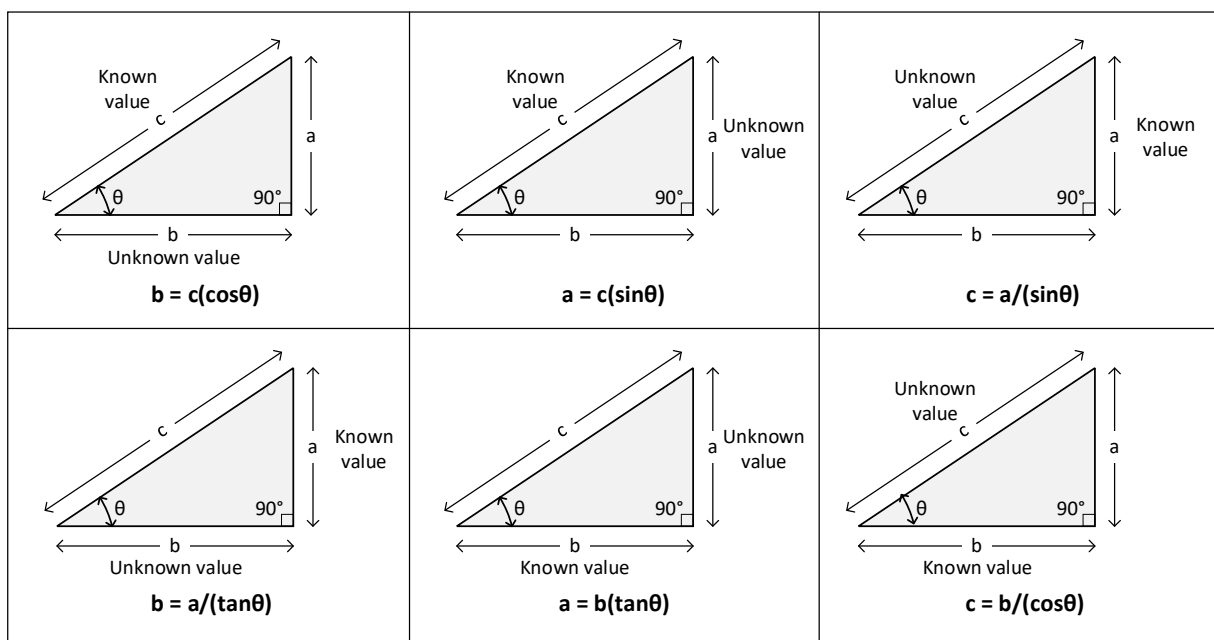 Known
value
c
a
θ
90°
b
Unknown value
b = c(cosθ)
Known
value
c
a
Unknown
value
θ
90°
b
a = c(sinθ)
Unknown
value
c
a
Known
value
θ
90°
b
c = a/(sinθ)
c
a
Known
value
θ
90°
b
Unknown value
b = a/(tanθ)
c
a
Unknown
value
θ
90°
b
Known value
a = b(tanθ)
Unknown
value
c
a
θ
90°
b
Known value
c = b/(cosθ)